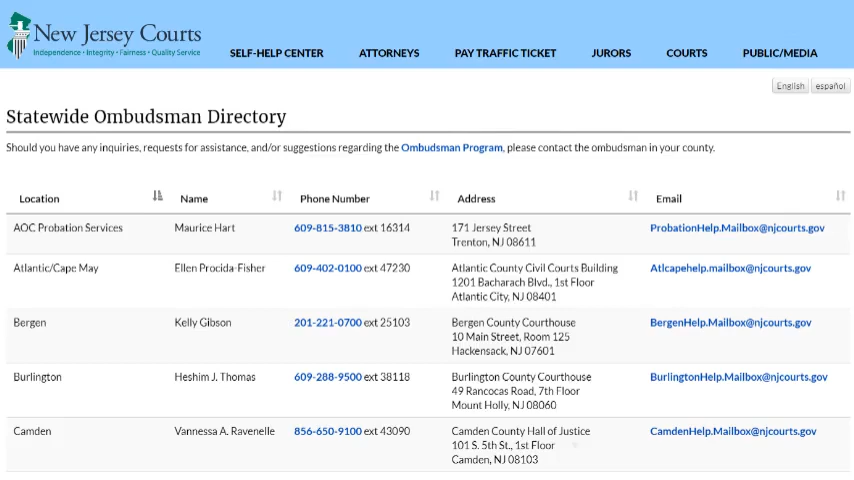 New Jersey Courts
Independence • Integrity • Fairness • Quality Service
SELF-HELP CENTER ATTORNEYS PAY TRAFFIC TICKET JURORS COURTS PUBLIC/MEDIA
English español
Statewide Ombudsman Directory
Should you have any inquiries, requests for assistance, and/or suggestions regarding the Ombudsman Program, please contact the ombudsman in your county.
Location Name Phone Number Address Email
AOC Probation Services Maurice Hart 609-815-3810 ext 16314 171 Jersey Street ProbationHelp.Mailbox@njcourts.gov
Trenton, NJ 08611
Atlantic/Cape May Ellen Procida-Fisher 609-402-0100 ext 47230 Atlantic County Civil Courts Building Atlcapehelp.mailbox@njcourts.gov
1201 Bacharach Blvd., 1st Floor
Atlantic City, NJ 08401
Bergen Kelly Gibson 201-221-0700 ext 25103 Bergen County Courthouse BergenHelp.Mailbox@njcourts.gov
10 Main Street, Room 125
Hackensack, NJ 07601
Burlington Heshim J. Thomas 609-288-9500 ext 38118 Burlington County Courthouse BurlingtonHelp.Mailbox@njcourts.gov
49 Rancocas Road, 7th Floor
Mount Holly, NJ 08060
Camden Vannessa A. Ravenelle 856-650-9100 ext 43090 Camden County Hall of Justice CamdenHelp.Mailbox@njcourts.gov
101 S. 5th St., 1st Floor
Camden, NJ 08103